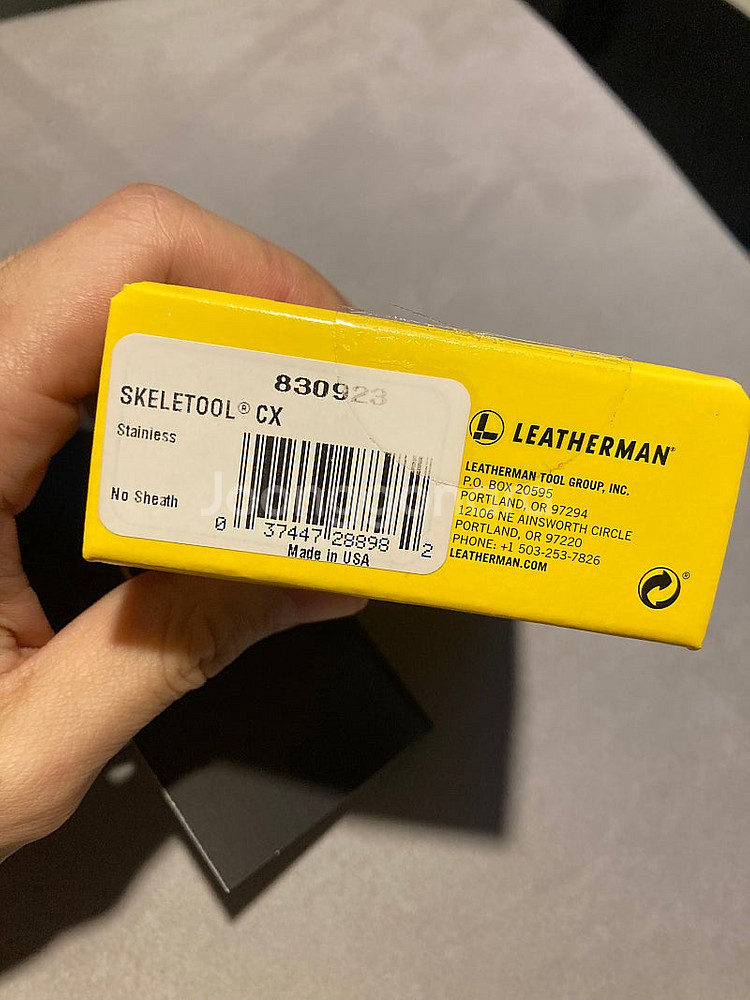 830923
SKELETOOL® CX
Stainless
No Sheath
0 37447 28898 2
Made in USA
LEATHERMAN®
LEATHERMAN TOOL GROUP, INC.
P.O. BOX 20595
PORTLAND, OR 97294
12106 NE AINSWORTH CIRCLE
PORTLAND, OR 97220
PHONE: +1 503-253-7826
LEATHERMAN.COM
®